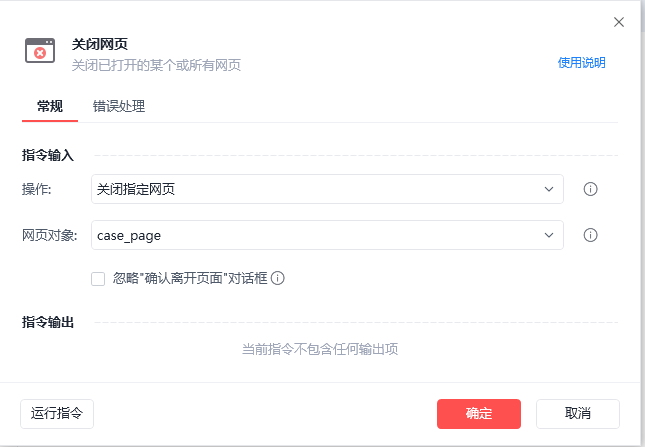 关闭网页
关闭已打开的某个或所有网页
使用说明
常规 错误处理
指令输入
操作: 关闭指定网页
网页对象: case_page
忽略"确认离开页面"对话框
指令输出
当前指令不包含任何输出项
运行指令 确定 取消